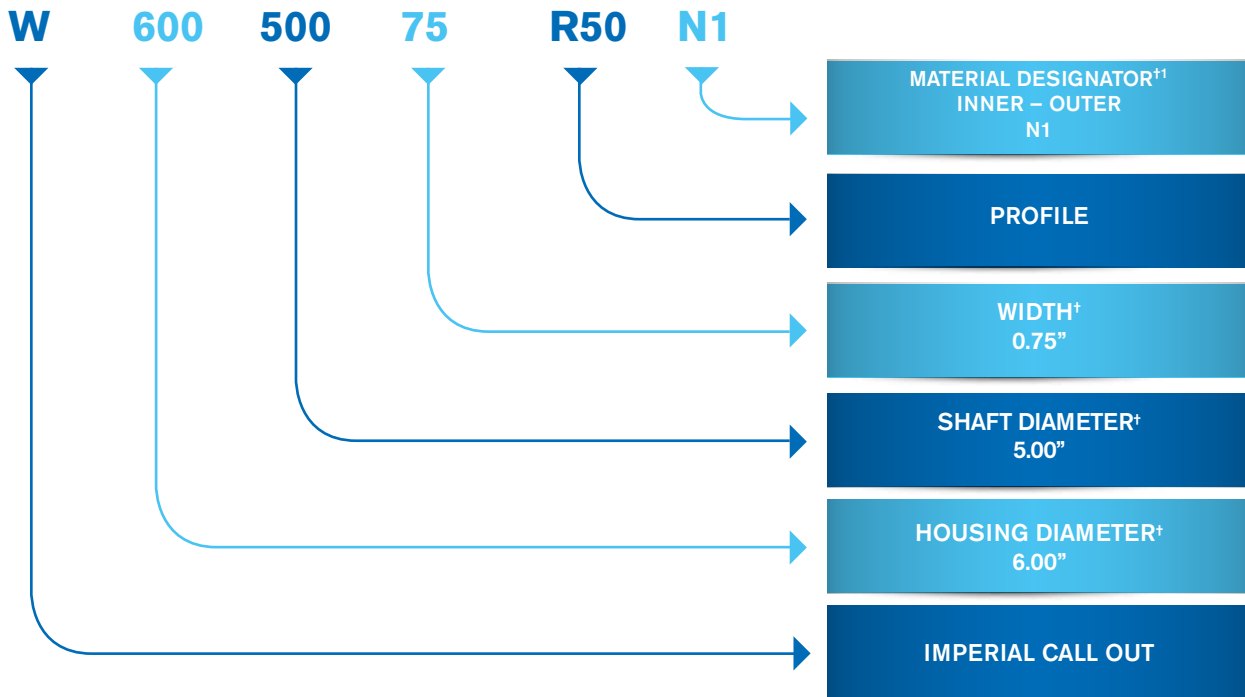 W 600 500 75 R50 N1
MATERIAL DESIGNATOR†1
INNER – OUTER
N1
PROFILE
WIDTH†
0.75”
SHAFT DIAMETER†
5.00”
HOUSING DIAMETER†
6.00”
IMPERIAL CALL OUT